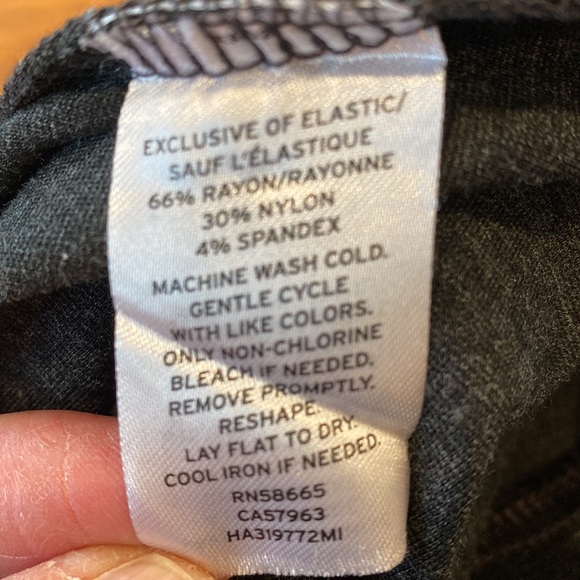 EXCLUSIVE OF ELASTIC/
SAUF L'ÉLASTIQUE
66% RAYON/RAYONNE
30% NYLON
4% SPANDEX
MACHINE WASH COLD.
GENTLE CYCLE
WITH LIKE COLORS.
ONLY NON-CHLORINE
BLEACH IF NEEDED.
REMOVE PROMPTLY.
RESHAPE.
LAY FLAT TO DRY.
COOL IRON IF NEEDED.
RN58665
CA57963
HA319772MI